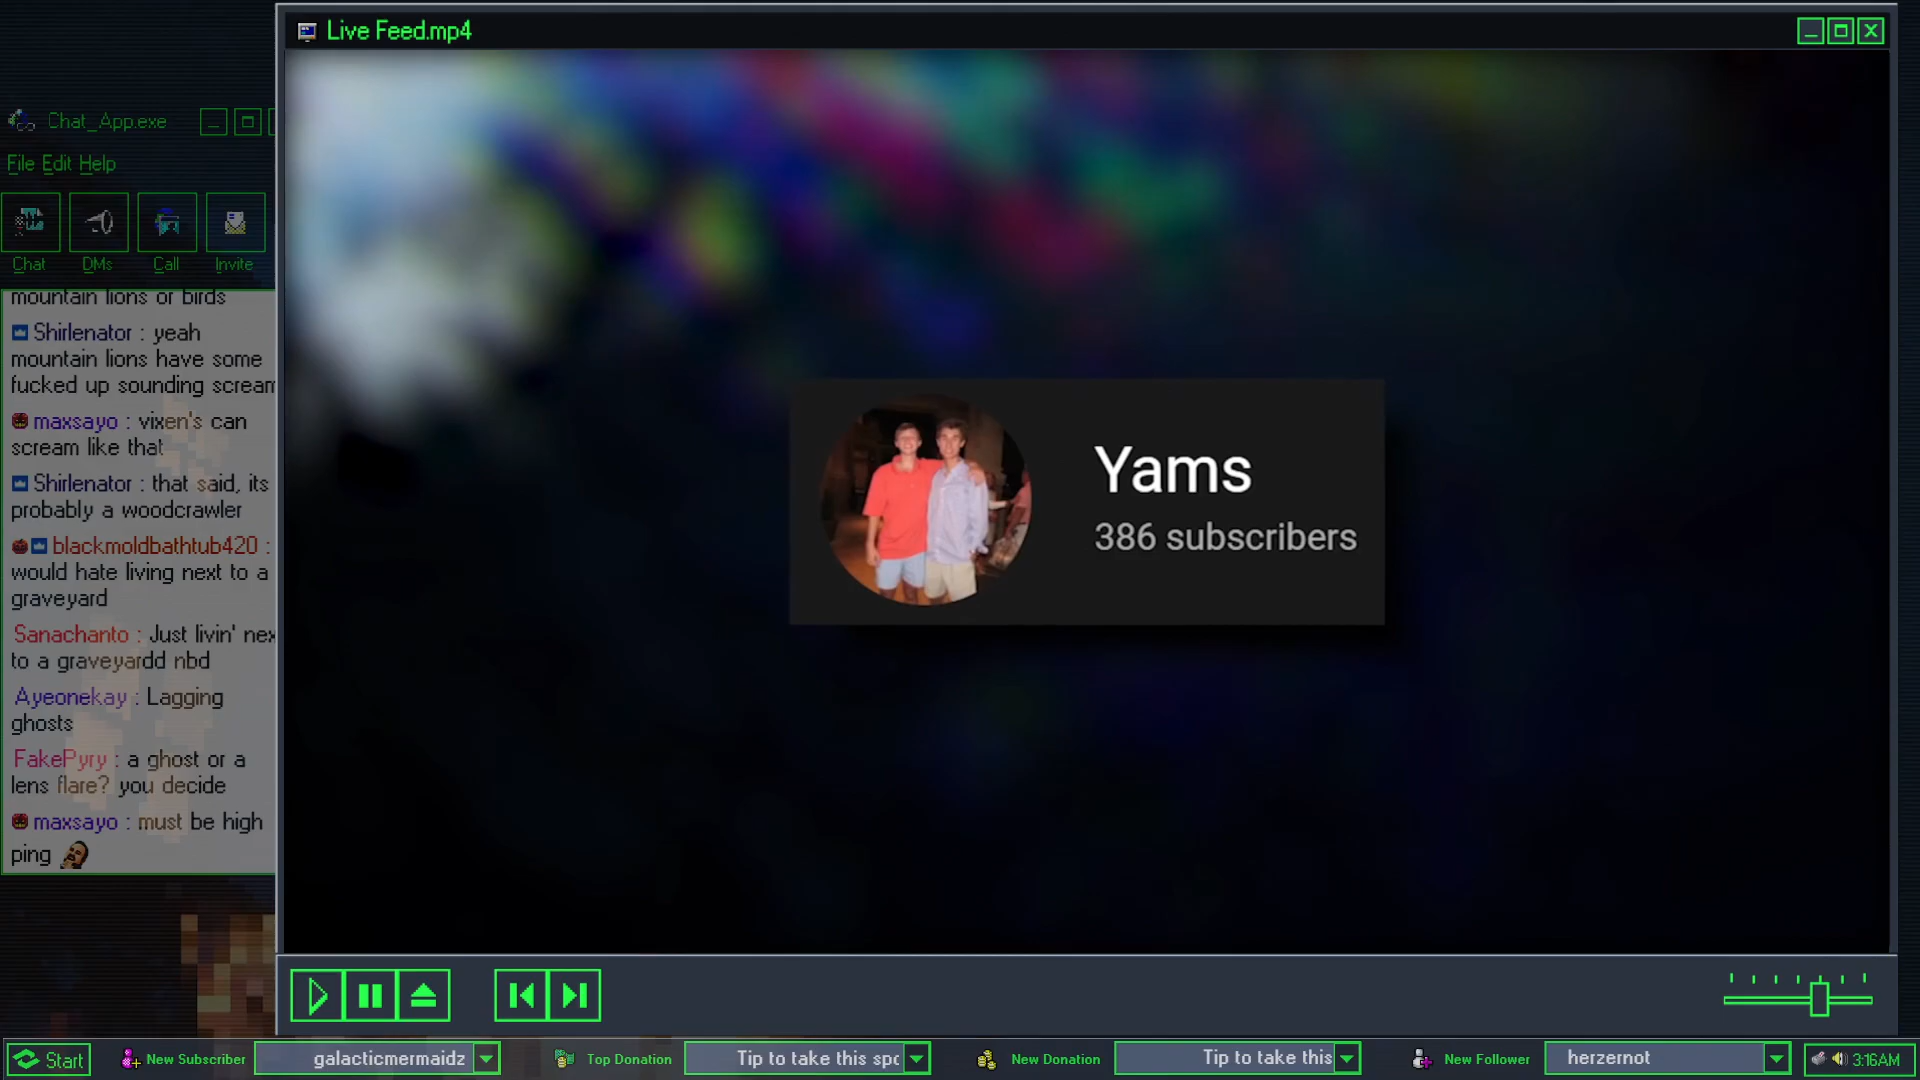 Live Feed.mp4
Chat_App.exe
File Edit Help
Chat DMs Call Invite
mountain lions or birds
Shirlenator : yeah
mountain lions have some
fucked up sounding scream
maxsayo : vixen's can
scream like that
Shirlenator : that said, its
probably a woodcrawler
blackmoldbathtub420 :
would hate living next to a
graveyard
Sanachanto : Just livin' nex
to a graveyardd nbd
Ayeonekay : Lagging
ghosts
FakePyry : a ghost or a
lens flare? you decide
maxsayo : must be high
ping
Yams
386 subscribers
Start New Subscriber galacticmermaidz Top Donation Tip to take this spo New Donation Tip to take this New Follower herzernot 3:16AM